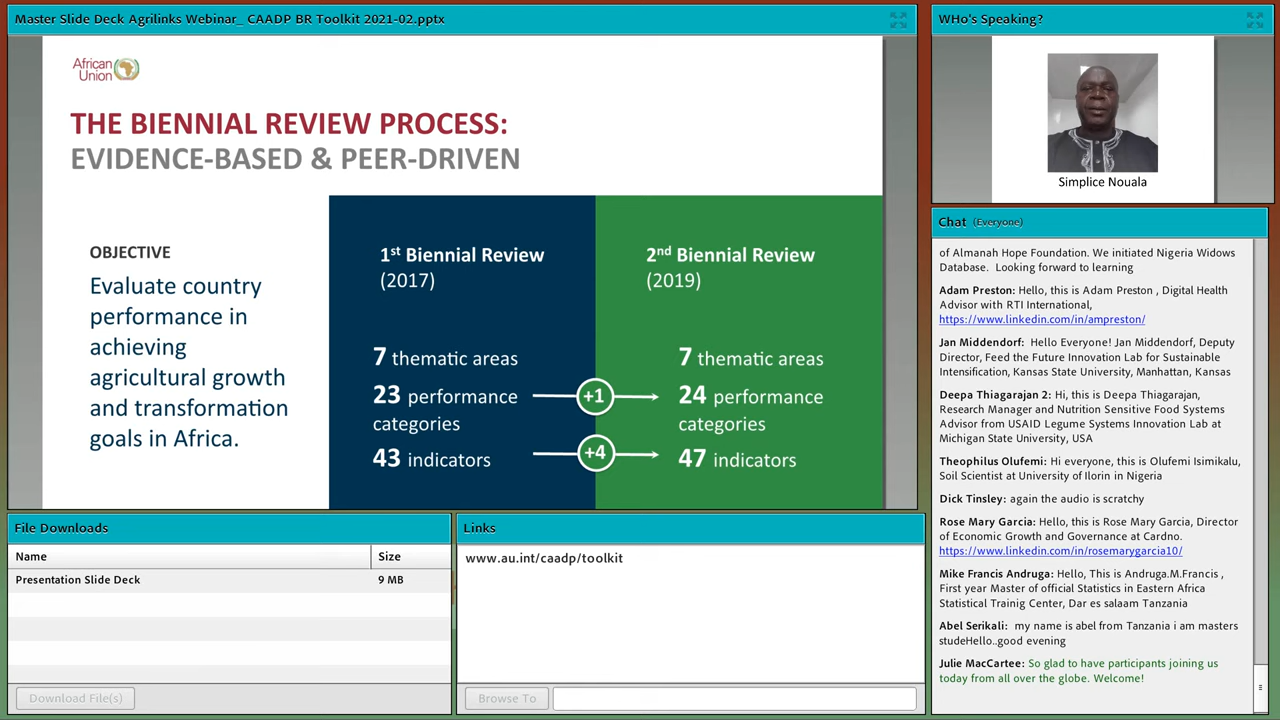 Master Slide Deck Agrilinks Webinar_ CAADP BR Toolkit 2021-02.pptx
African
Union
THE BIENNIAL REVIEW PROCESS:
EVIDENCE-BASED & PEER-DRIVEN
OBJECTIVE
Evaluate country
performance in
achieving
agricultural growth
and transformation
goals in Africa.
1st Biennial Review
(2017)
7 thematic areas
23 performance
categories
43 indicators
+1
+4
2nd Biennial Review
(2019)
7 thematic areas
24 performance
categories
47 indicators
File Downloads
Name Size
Presentation Slide Deck 9 MB
Download File(s)
Links
www.au.int/caadp/toolkit
Browse To
WHo's Speaking?
Simplice Nouala
Chat (Everyone)
of Almanah Hope Foundation. We initiated Nigeria Widows
Database. Looking forward to learning
Adam Preston: Hello, this is Adam Preston , Digital Health
Advisor with RTI International,
https://www.linkedin.com/in/ampreston/
Jan Middendorf: Hello Everyone! Jan Middendorf, Deputy
Director, Feed the Future Innovation Lab for Sustainable
Intensification, Kansas State University, Manhattan, Kansas
Deepa Thiagarajan 2: Hi, this is Deepa Thiagarajan,
Research Manager and Nutrition Sensitive Food Systems
Advisor from USAID Legume Systems Innovation Lab at
Michigan State University, USA
Theophilus Olufemi: Hi everyone, this is Olufemi Isimikalu,
Soil Scientist at University of Ilorin in Nigeria
Dick Tinsley: again the audio is scratchy
Rose Mary Garcia: Hello, this is Rose Mary Garcia, Director
of Economic Growth and Governance at Cardno.
https://www.linkedin.com/in/rosemarygarcia10/
Mike Francis Andruga: Hello, This is Andruga.M.Francis ,
First year Master of official Statistics in Eastern Africa
Statistical Trainig Center, Dar es salaam Tanzania
Abel Serikali: my name is abel from Tanzania i am masters
studeHello..good evening
Julie MacCartee: So glad to have participants joining us
today from all over the globe. Welcome!